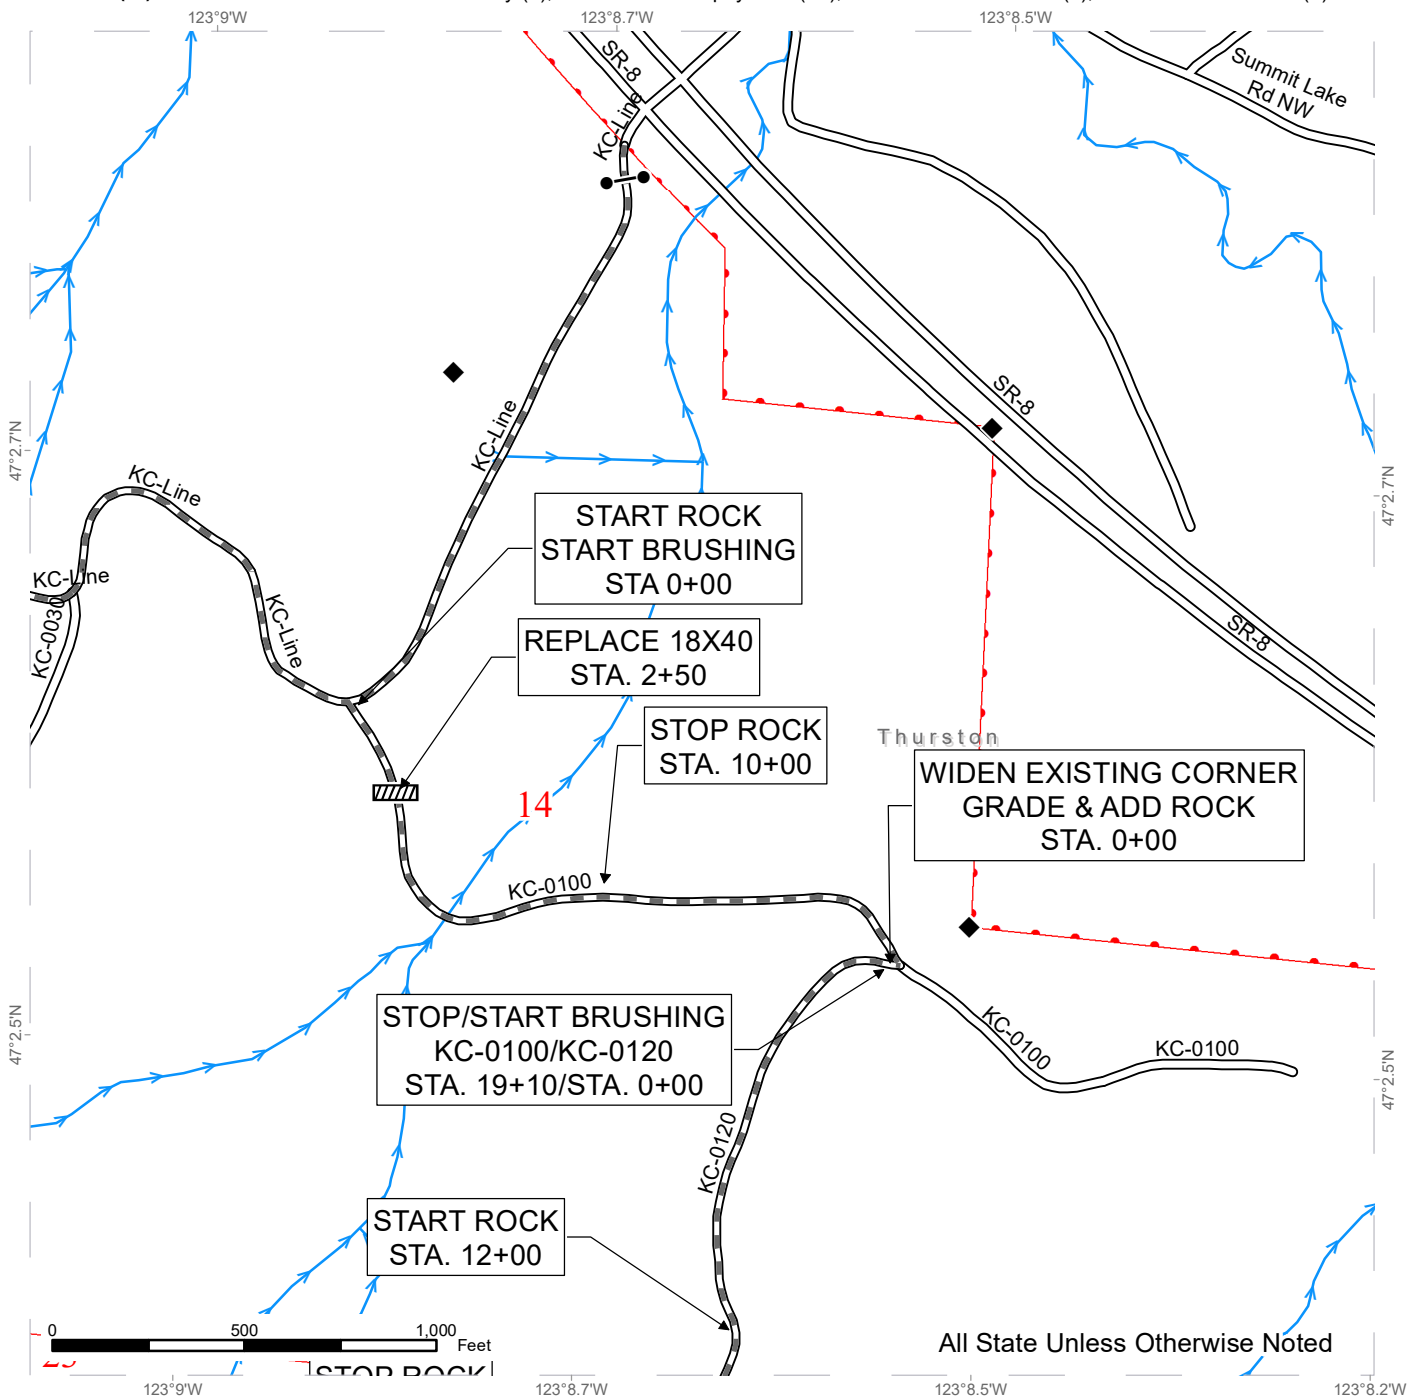 123°9'W
123°8.7'W
123°8.5'W
SR-8
KC-Line
Summit Lake
Rd NW
47°2.7'N
KC-Line
SR-8
47°2.7'N
KC-Line
START ROCK
START BRUSHING
STA 0+00
KC-Line
KC-0030
KC-Line
REPLACE 18X40
STA. 2+50
SR-8
STOP ROCK
STA. 10+00
Thurston
WIDEN EXISTING CORNER
GRADE & ADD ROCK
STA. 0+00
14
KC-0100
47°2.5'N
STOP/START BRUSHING
KC-0100/KC-0120
STA. 19+10/STA. 0+00
KC-0100
KC-0100
47°2.5'N
KC-0120
START ROCK
STA. 12+00
0 500 1,000
Feet
All State Unless Otherwise Noted
STOP ROCK
123°9'W
123°8.7'W
123°8.5'W
123°8.2'W